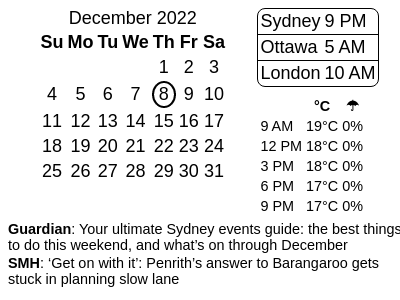 December 2022
Su Mo Tu We Th Fr Sa
1 2 3
4 5 6 7 8 9 10
11 12 13 14 15 16 17
18 19 20 21 22 23 24
25 26 27 28 29 30 31
Sydney 9 PM
Ottawa 5 AM
London 10 AM
°C ☂
9 AM 19°C 0%
12 PM 18°C 0%
3 PM 18°C 0%
6 PM 17°C 0%
9 PM 17°C 0%
Guardian: Your ultimate Sydney events guide: the best things
to do this weekend, and what’s on through December
SMH: ‘Get on with it’: Penrith’s answer to Barangaroo gets
stuck in planning slow lane